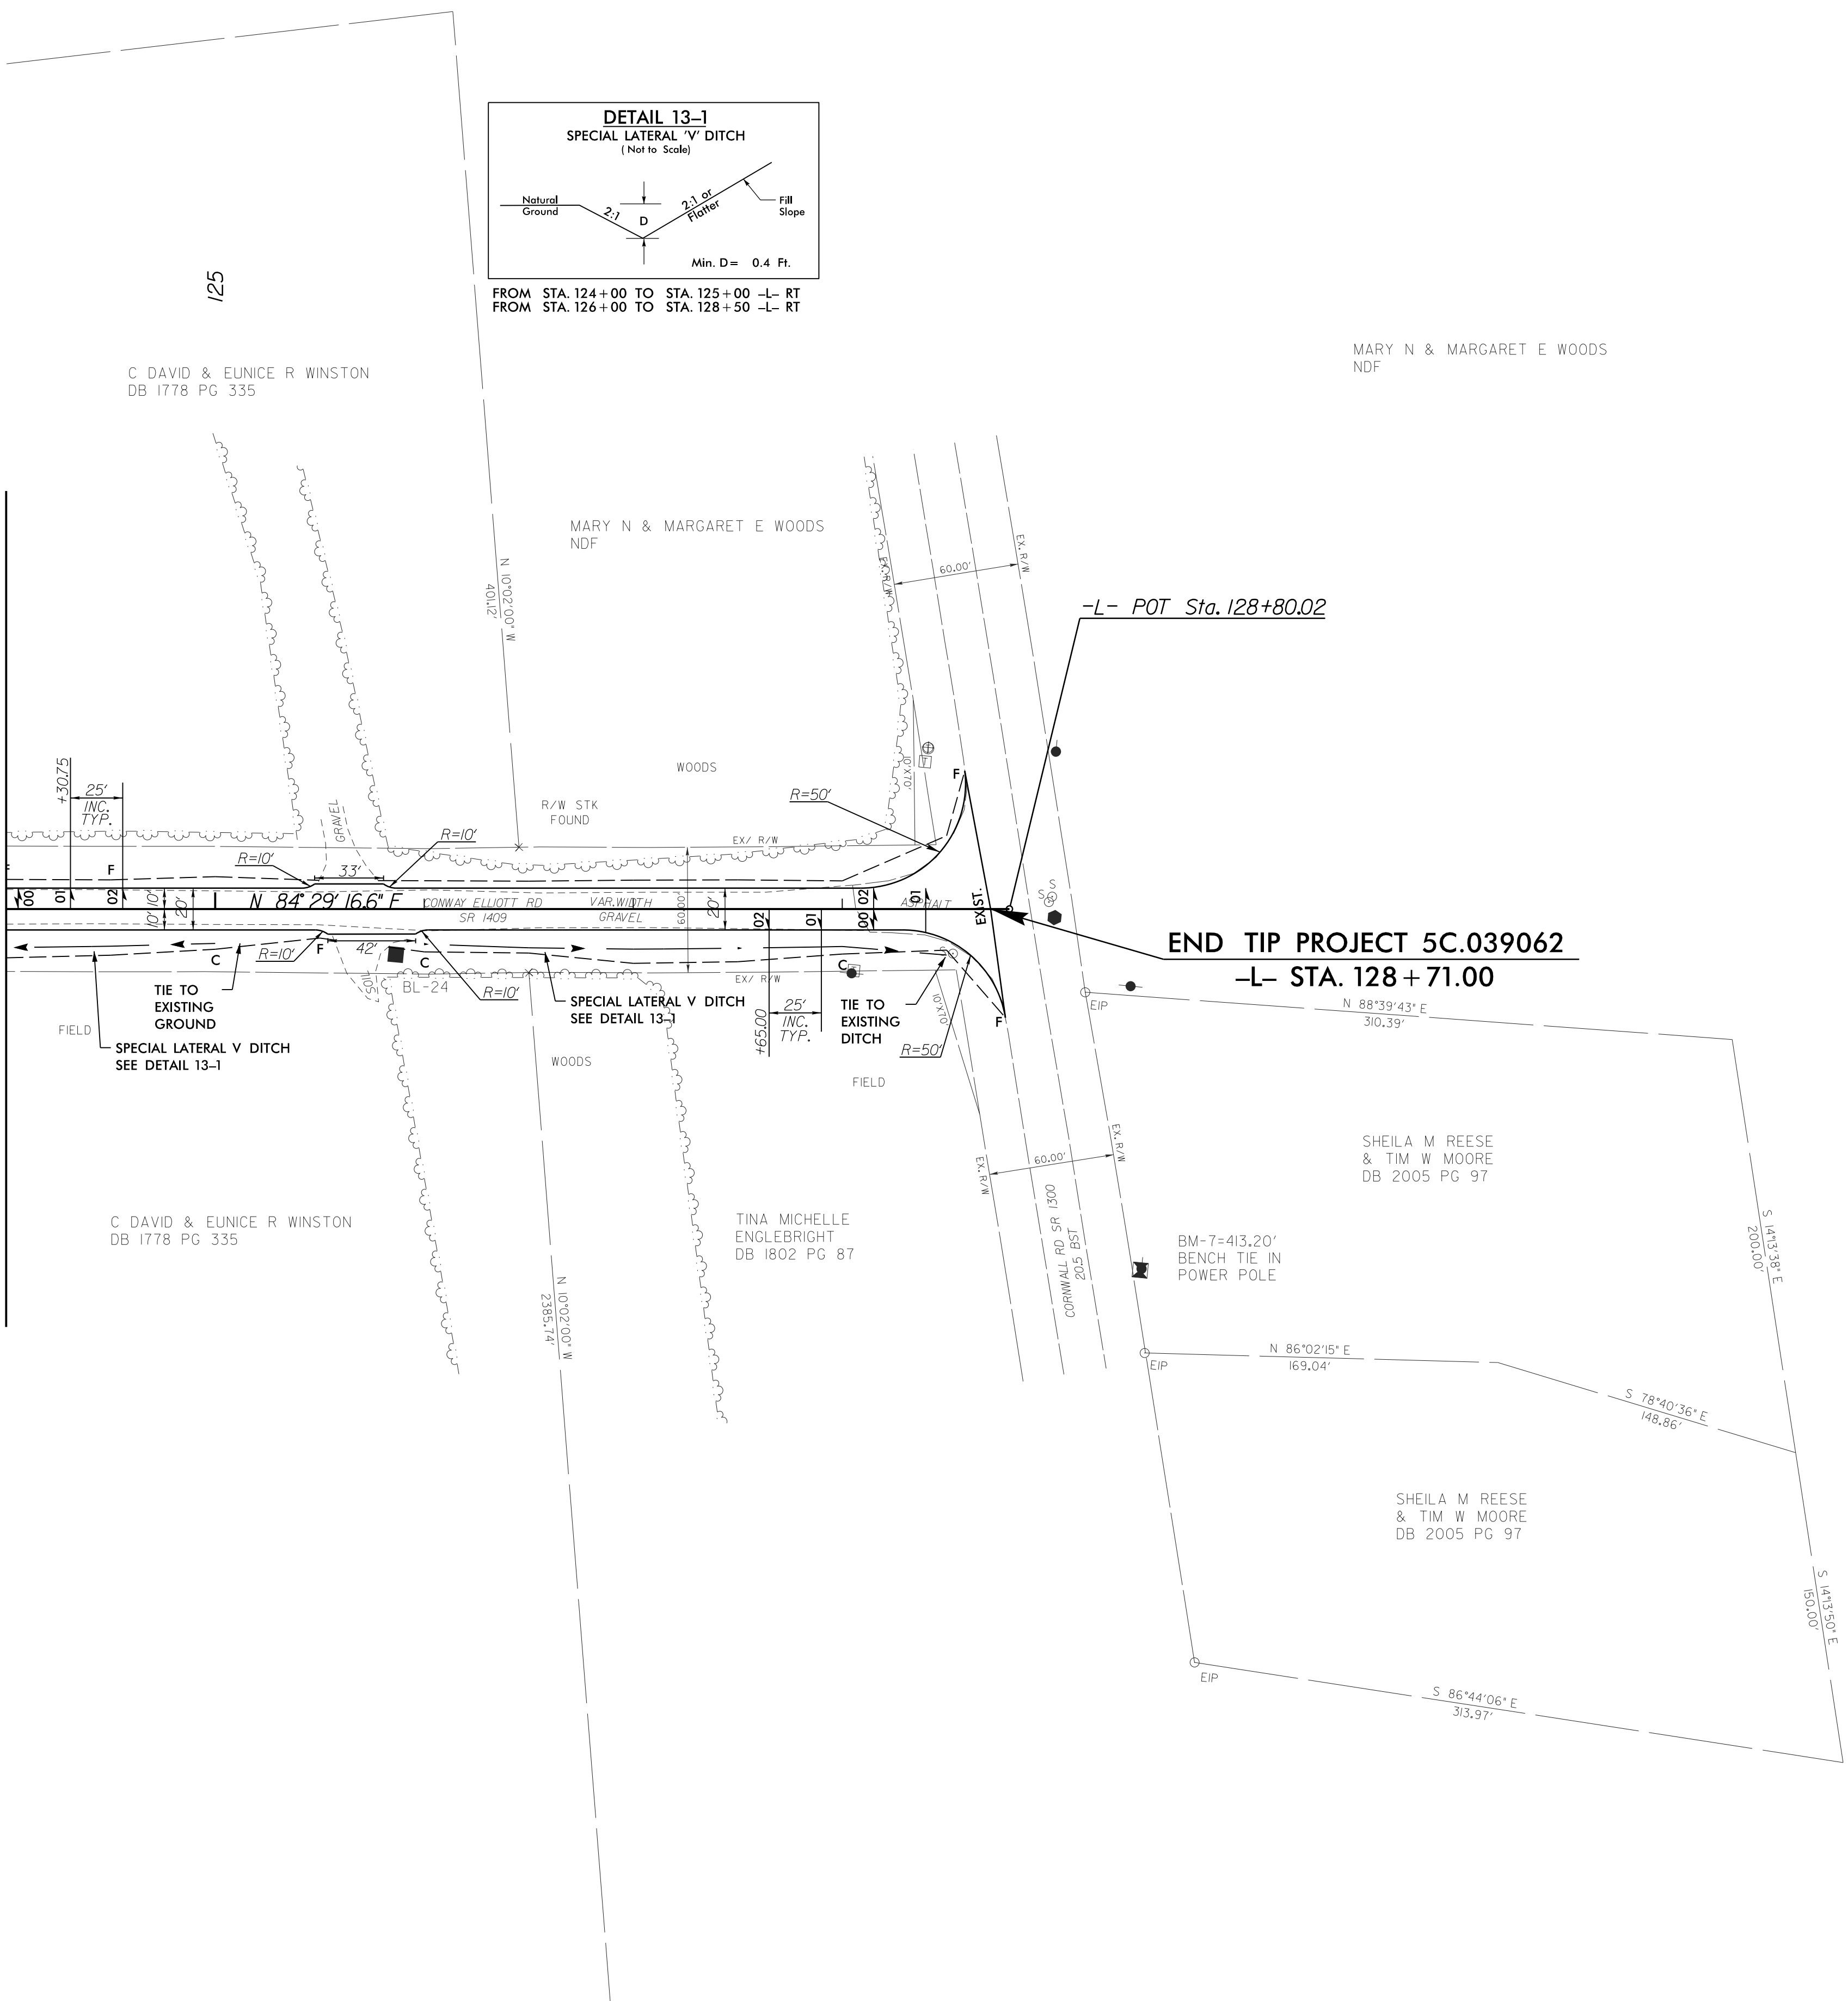 DETAIL 13–1
SPECIAL LATERAL 'V' DITCH
( Not to Scale)
Natural
Ground
2:1
D
2:1 or
Flatter
Fill
Slope
Min. D = 0.4 Ft.
FROM STA. 124+00 TO STA. 125+00 –L– RT
FROM STA. 126+00 TO STA. 128+50 –L– RT
125
C DAVID & EUNICE R WINSTON
DB 1778 PG 335
MARY N & MARGARET E WOODS
NDF
MARY N & MARGARET E WOODS
NDF
N 10°02'00" W
401.12'
EX. R/W
60.00'
EX. R/W
-L- POT Sta. 128+80.02
10'X70'
T
F
WOODS
R/W STK
FOUND
R=50'
EX/ R/W
+30.75
25'
INC.
TYP.
GRAVEL
R=10'
R=10'
33'
F
F
00
01
02
10'
10'
20'
N 84° 29' 16.6" E
CONWAY ELLIOTT RD
SR 1409
VAR.WIDTH
GRAVEL
60.00'
20'
02
01
00
02
ASPHALT
01
EXIST.
S
S
END TIP PROJECT 5C.039062
–L– STA. 128+71.00
C
R=10'
F
42'
SOIL
C
BL-24
R=10'
EX/ R/W
C
TIE TO
EXISTING
GROUND
FIELD
SPECIAL LATERAL V DITCH
SEE DETAIL 13–1
SPECIAL LATERAL V DITCH
SEE DETAIL 13–1
WOODS
+65.00
25'
INC.
TYP.
TIE TO
EXISTING
DITCH
10'X70'
R=50'
F
FIELD
EIP
N 88°39'43" E
310.39'
EX. R/W
60.00'
EX. R/W
CORNWALL RD SR 1300
20.5 BST
SHEILA M REESE
& TIM W MOORE
DB 2005 PG 97
C DAVID & EUNICE R WINSTON
DB 1778 PG 335
TINA MICHELLE
ENGLEBRIGHT
DB 1802 PG 87
N 10°02'00" W
2385.74'
BM-7=413.20'
BENCH TIE IN
POWER POLE
S 14°13'38" E
200.00'
EIP
N 86°02'15" E
169.04'
S 78°40'36" E
148.86'
SHEILA M REESE
& TIM W MOORE
DB 2005 PG 97
S 14°13'50" E
150.00'
EIP
S 86°44'06" E
313.97'